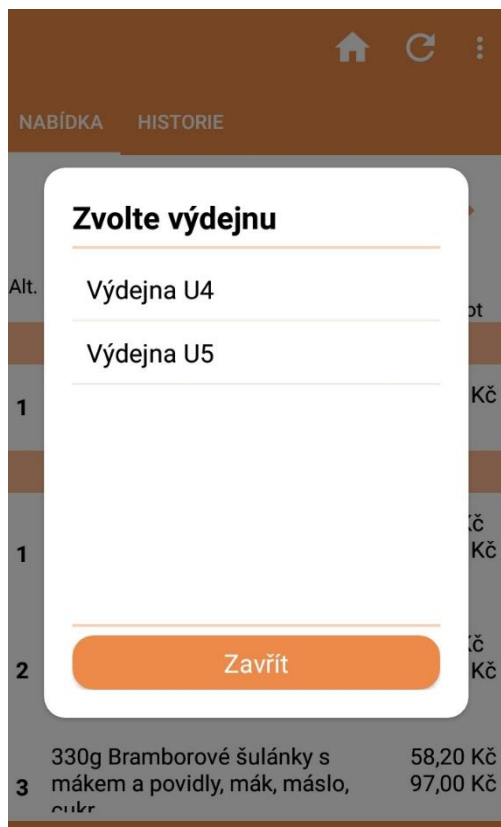 NABÍDKA HISTORIE
Zvolte výdejnu
Alt.
Výdejna U4
Výdejna U5
1
Kč
1
Kč
Kč
2
Kč
Kč
Zavřít
330g Bramborové šulánky s
58,20 Kč
3 mákem a povidly, mák, máslo,
97,00 Kč
cukr